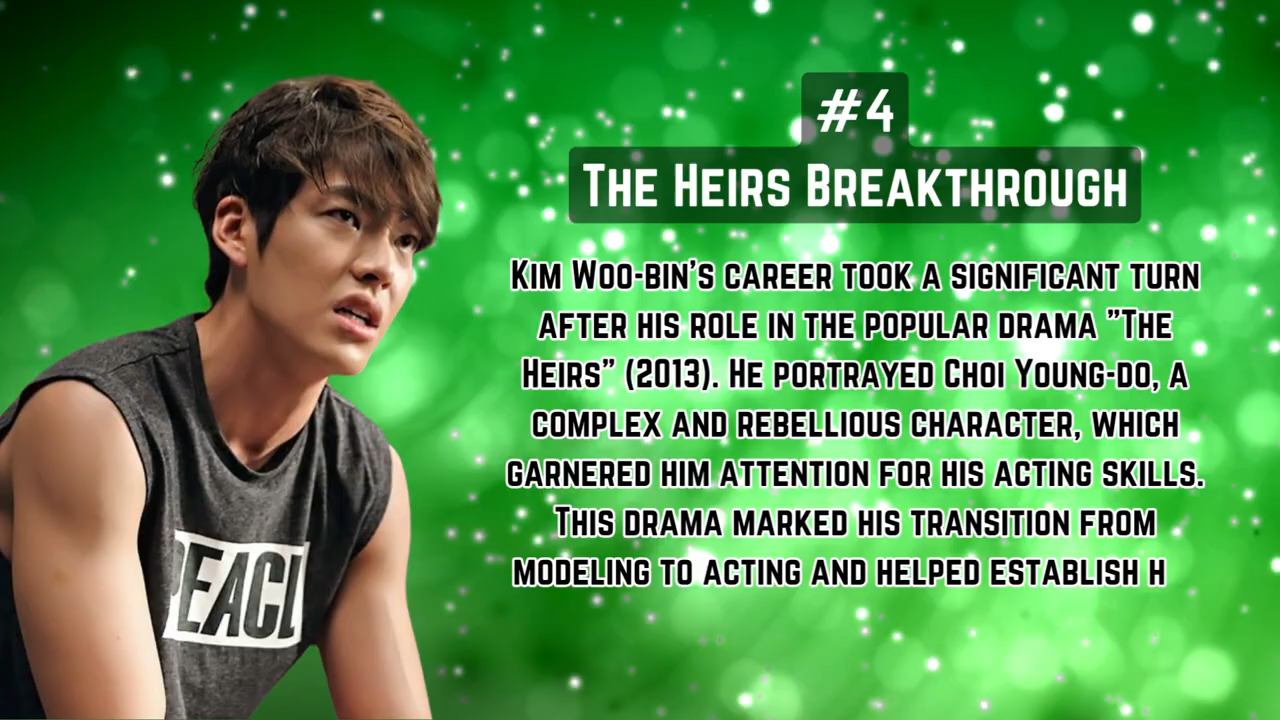 #4
The Heirs Breakthrough
Kim Woo-bin's career took a significant turn
after his role in the popular drama "The
Heirs" (2013). He portrayed Choi Young-do, a
complex and rebellious character, which
garnered him attention for his acting skills.
This drama marked his transition from
modeling to acting and helped establish h
PEACE